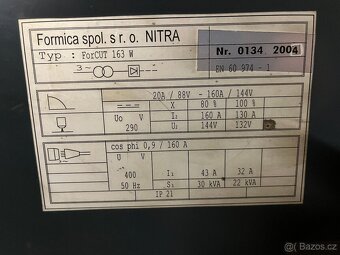 Formica spol. s r. o. NITRA
Typ : ForCUT 163 W
Nr. 0134 2004
EN 60 974 - 1
20A / 88V - 160A / 144V
X 80 % 100 %
Uo V 290
I2 160 A 130 A
U2 144V 132V
cos phi 0,9 / 160 A
U V
400 I1 43 A 32 A
50 Hz S1 30 kVA 22 kVA
IP 21
Bazoš.cz